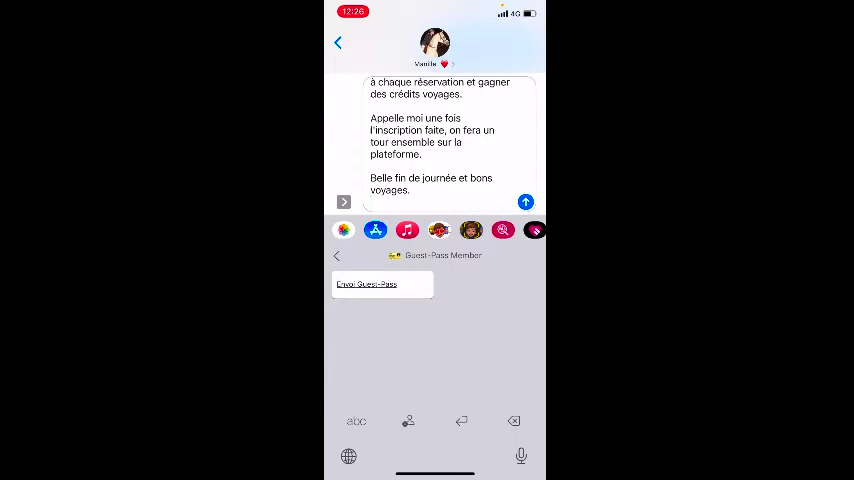 12:26
4G
Manille ❤️ >
à chaque réservation et gagner
des crédits voyages.
Appelle moi une fois
l'inscription faite, on fera un
tour ensemble sur la
plateforme.
Belle fin de journée et bons
voyages.
Guest-Pass Member
Envoi Guest-Pass
abc